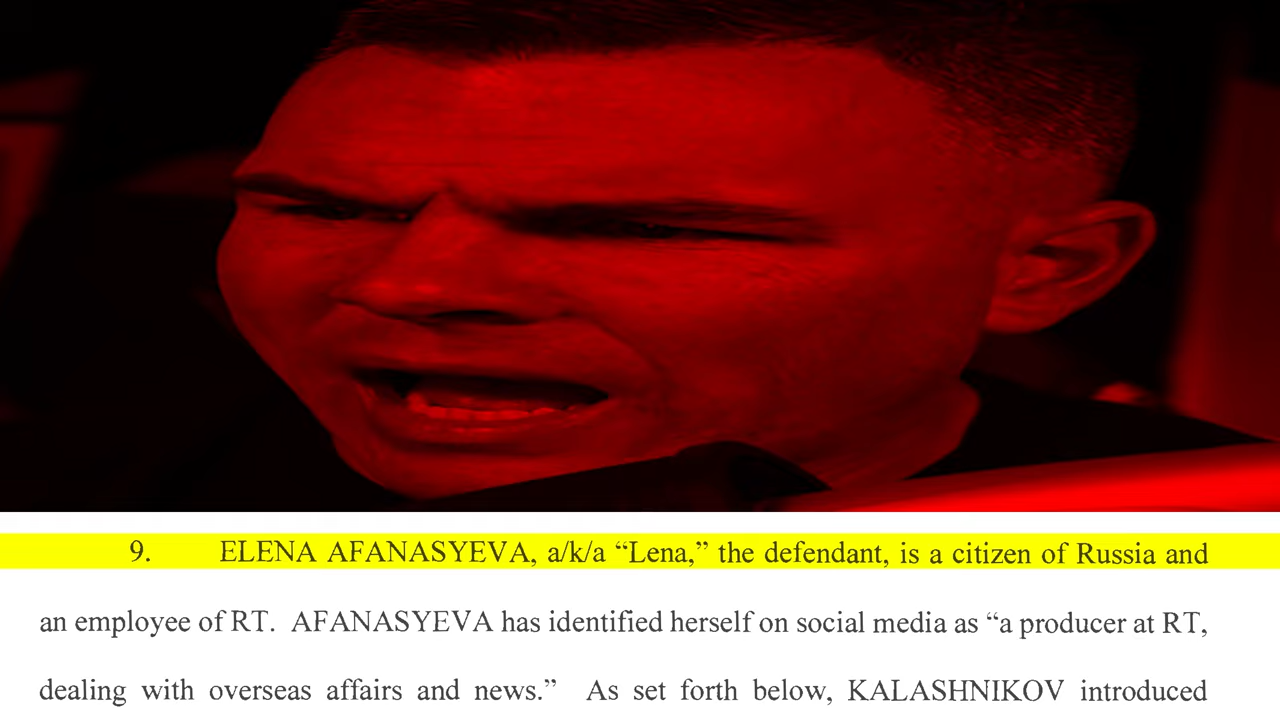 9. ELENA AFANASYEVA, a/k/a “Lena,” the defendant, is a citizen of Russia and
an employee of RT. AFANASYEVA has identified herself on social media as “a producer at RT,
dealing with overseas affairs and news.” As set forth below, KALASHNIKOV introduced